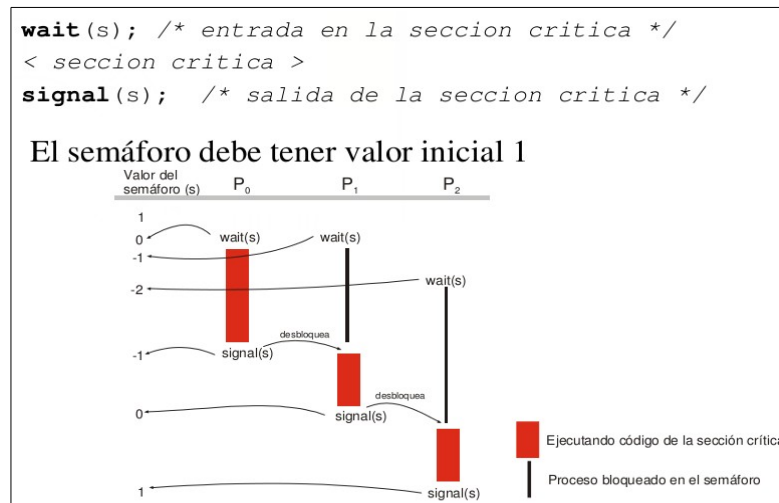 wait(s); /* entrada en la seccion critica */
< seccion critica >
signal(s); /* salida de la seccion critica */
El semáforo debe tener valor inicial 1
Valor del
semáforo (s) P0 P1 P2
1
0 wait(s) wait(s)
-1
-2 wait(s)
desbloquea
-1 signal(s)
desbloquea
0 signal(s)
Ejecutando código de la sección crítica
Proceso bloqueado en el semáforo
1 signal(s)